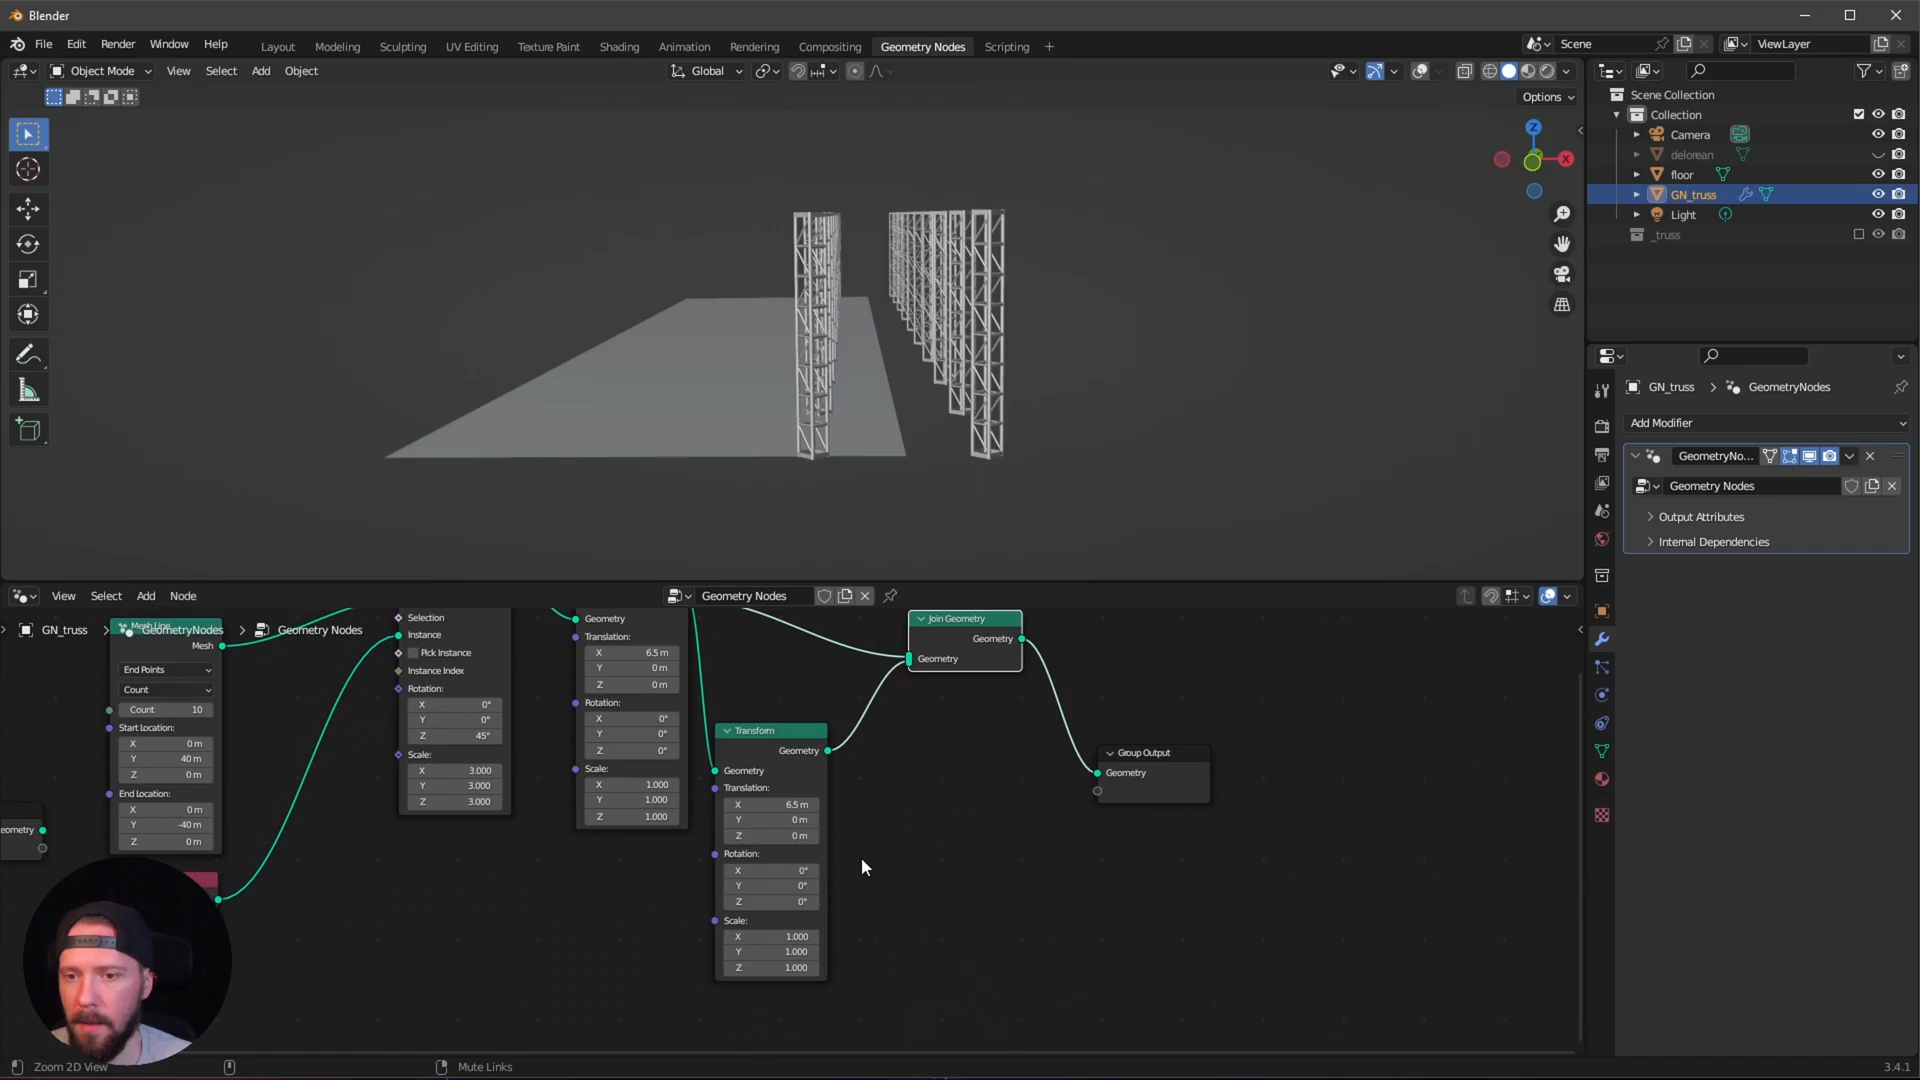 Blender
File Edit Render Window Help
Layout Modeling Sculpting UV Editing Texture Paint Shading Animation Rendering Compositing Geometry Nodes Scripting +
Scene
ViewLayer
Object Mode View Select Add Object
Global
Options
Z
X
Scene Collection
Collection
Camera
delorean
floor
GN_truss
Light
_truss
GN_truss > GeometryNodes
Add Modifier
GeometryNo...
Geometry Nodes
Output Attributes
Internal Dependencies
View Select Add Node
Geometry Nodes
GN_truss > GeometryNodes > Geometry Nodes
Mesh Line
Mesh
End Points
Count
Count 10
Start Location:
X 0 m
Y 40 m
Z 0 m
End Location:
X 0 m
Y -40 m
Z 0 m
eometry
Selection
Instance
Pick Instance
Instance Index
Rotation:
X 0°
Y 0°
Z 45°
Scale:
X 3.000
Y 3.000
Z 3.000
Geometry
Translation:
X 6.5 m
Y 0 m
Z 0 m
Rotation:
X 0°
Y 0°
Z 0°
Scale:
X 1.000
Y 1.000
Z 1.000
Transform
Geometry
Geometry
Translation:
X 6.5 m
Y 0 m
Z 0 m
Rotation:
X 0°
Y 0°
Z 0°
Scale:
X 1.000
Y 1.000
Z 1.000
Join Geometry
Geometry
Geometry
Group Output
Geometry
Zoom 2D View
Mute Links
3.4.1